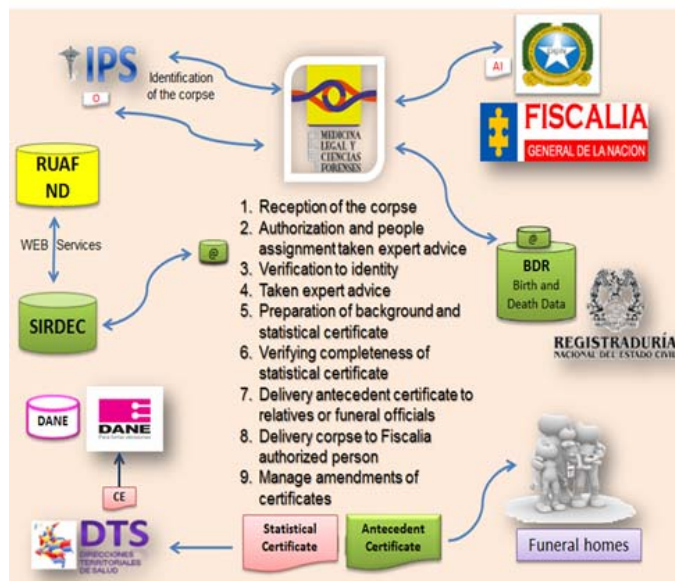 IPS
O
Identification
of the corpse
MEDICINA
LEGAL Y
CIENCIAS
FORENSES
AI
FISCALIA
GENERAL DE LA NACION
RUAF
ND
WEB Services
SIRDEC
@
1. Reception of the corpse
2. Authorization and people
assignment taken expert advice
3. Verification to identity
4. Taken expert advice
5. Preparation of background and
statistical certificate
6. Verifying completeness of
statistical certificate
7. Delivery antecedent certificate to
relatives or funeral officials
8. Delivery corpse to Fiscalia
authorized person
9. Manage amendments of
certificates
@
BDR
Birth and
Death Data
REGISTRADURÍA
NACIONAL DEL ESTADO CIVIL
DANE
DANE
Para tomar decisiones
CE
DTS
DIRECCIONES
TERRITORIALES
DE SALUD
Statistical
Certificate
Antecedent
Certificate
Funeral homes